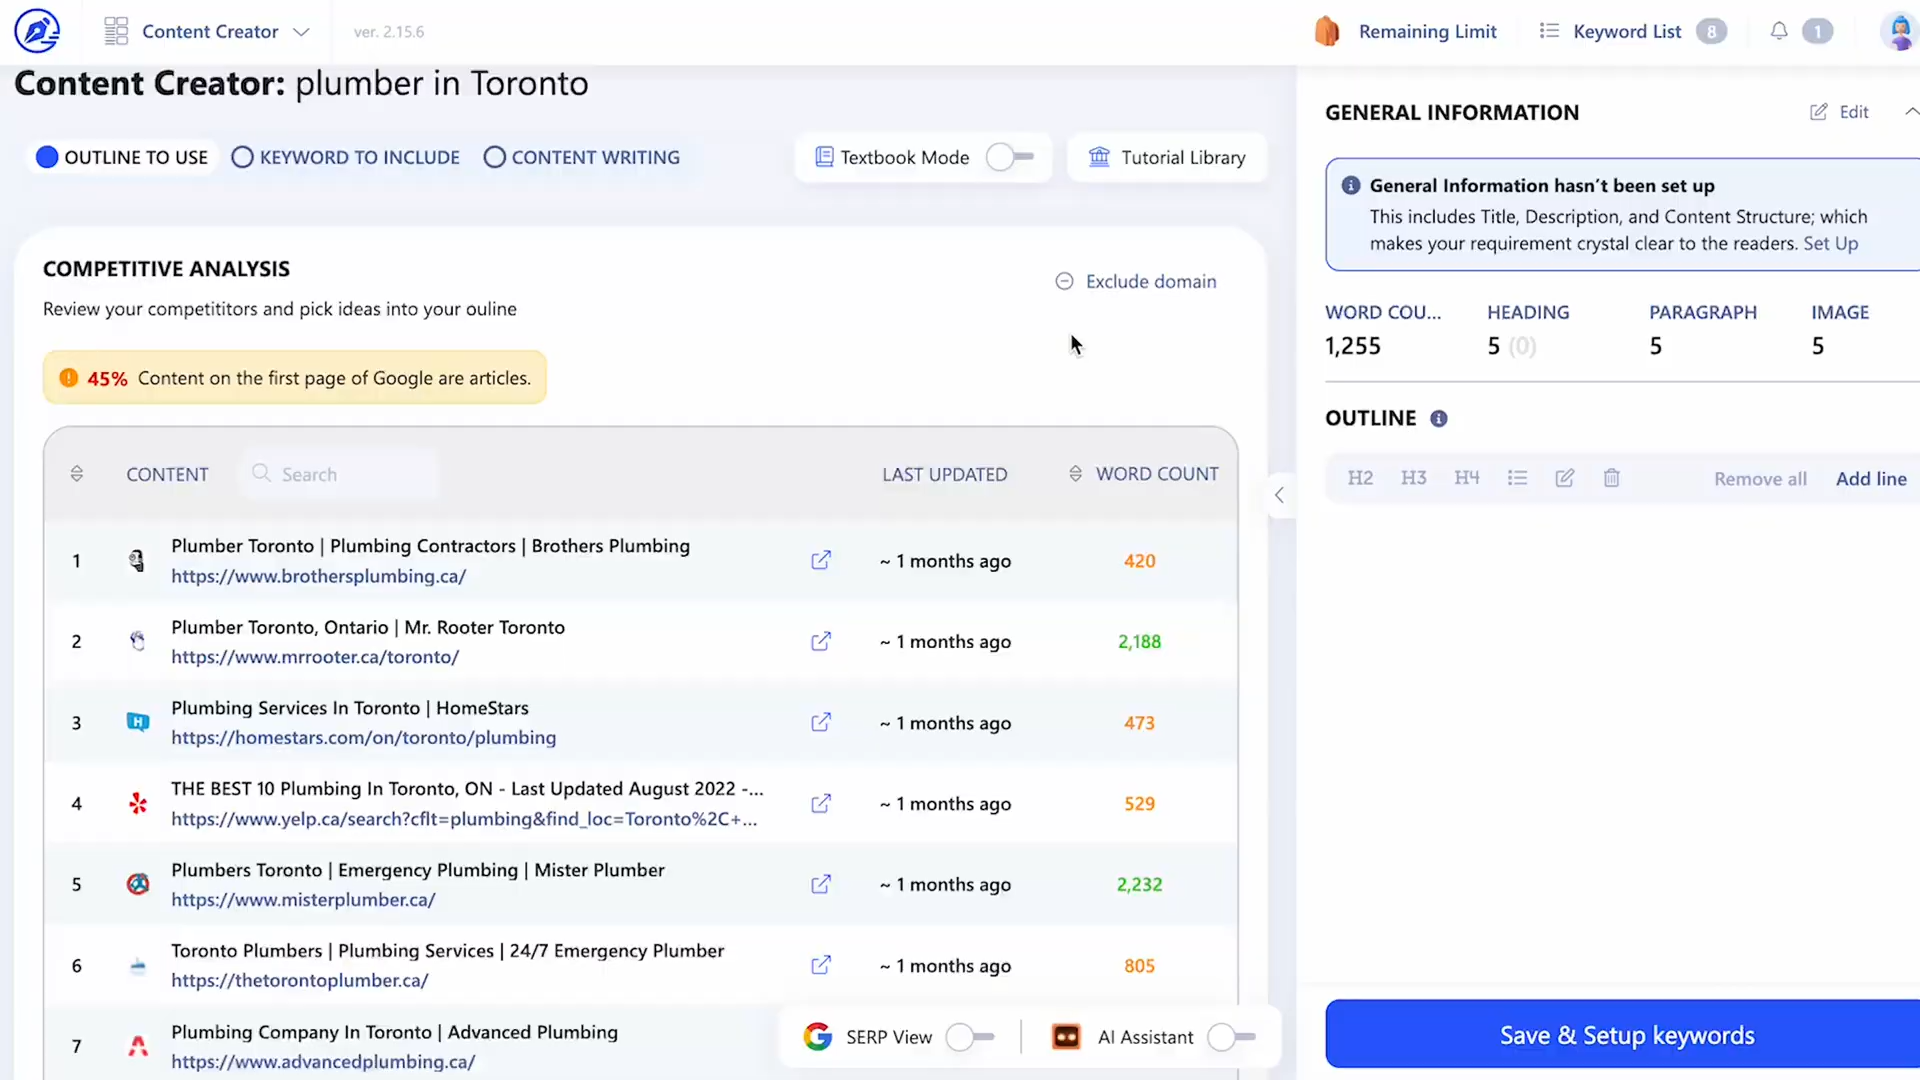 Content Creator
ver. 2.15.6
Remaining Limit
Keyword List 8
1
Content Creator: plumber in Toronto
OUTLINE TO USE
KEYWORD TO INCLUDE
CONTENT WRITING
Textbook Mode
Tutorial Library
COMPETITIVE ANALYSIS
Exclude domain
Review your competititors and pick ideas into your ouline
45% Content on the first page of Google are articles.
CONTENT Search LAST UPDATED WORD COUNT
1 Plumber Toronto | Plumbing Contractors | Brothers Plumbing
https://www.brothersplumbing.ca/
~ 1 months ago 420
2 Plumber Toronto, Ontario | Mr. Rooter Toronto
https://www.mrrooter.ca/toronto/
~ 1 months ago 2,188
3 Plumbing Services In Toronto | HomeStars
https://homestars.com/on/toronto/plumbing
~ 1 months ago 473
4 THE BEST 10 Plumbing In Toronto, ON - Last Updated August 2022 -...
https://www.yelp.ca/search?cflt=plumbing&find_loc=Toronto%2C+...
~ 1 months ago 529
5 Plumbers Toronto | Emergency Plumbing | Mister Plumber
https://www.misterplumber.ca/
~ 1 months ago 2,232
6 Toronto Plumbers | Plumbing Services | 24/7 Emergency Plumber
https://thetorontoplumber.ca/
~ 1 months ago 805
7 Plumbing Company In Toronto | Advanced Plumbing
https://www.advancedplumbing.ca/
SERP View
AI Assistant
GENERAL INFORMATION Edit
General Information hasn't been set up
This includes Title, Description, and Content Structure; which
makes your requirement crystal clear to the readers. Set Up
WORD COU... HEADING PARAGRAPH IMAGE
1,255 5 (0) 5 5
OUTLINE
H2 H3 H4 Remove all Add line
Save & Setup keywords